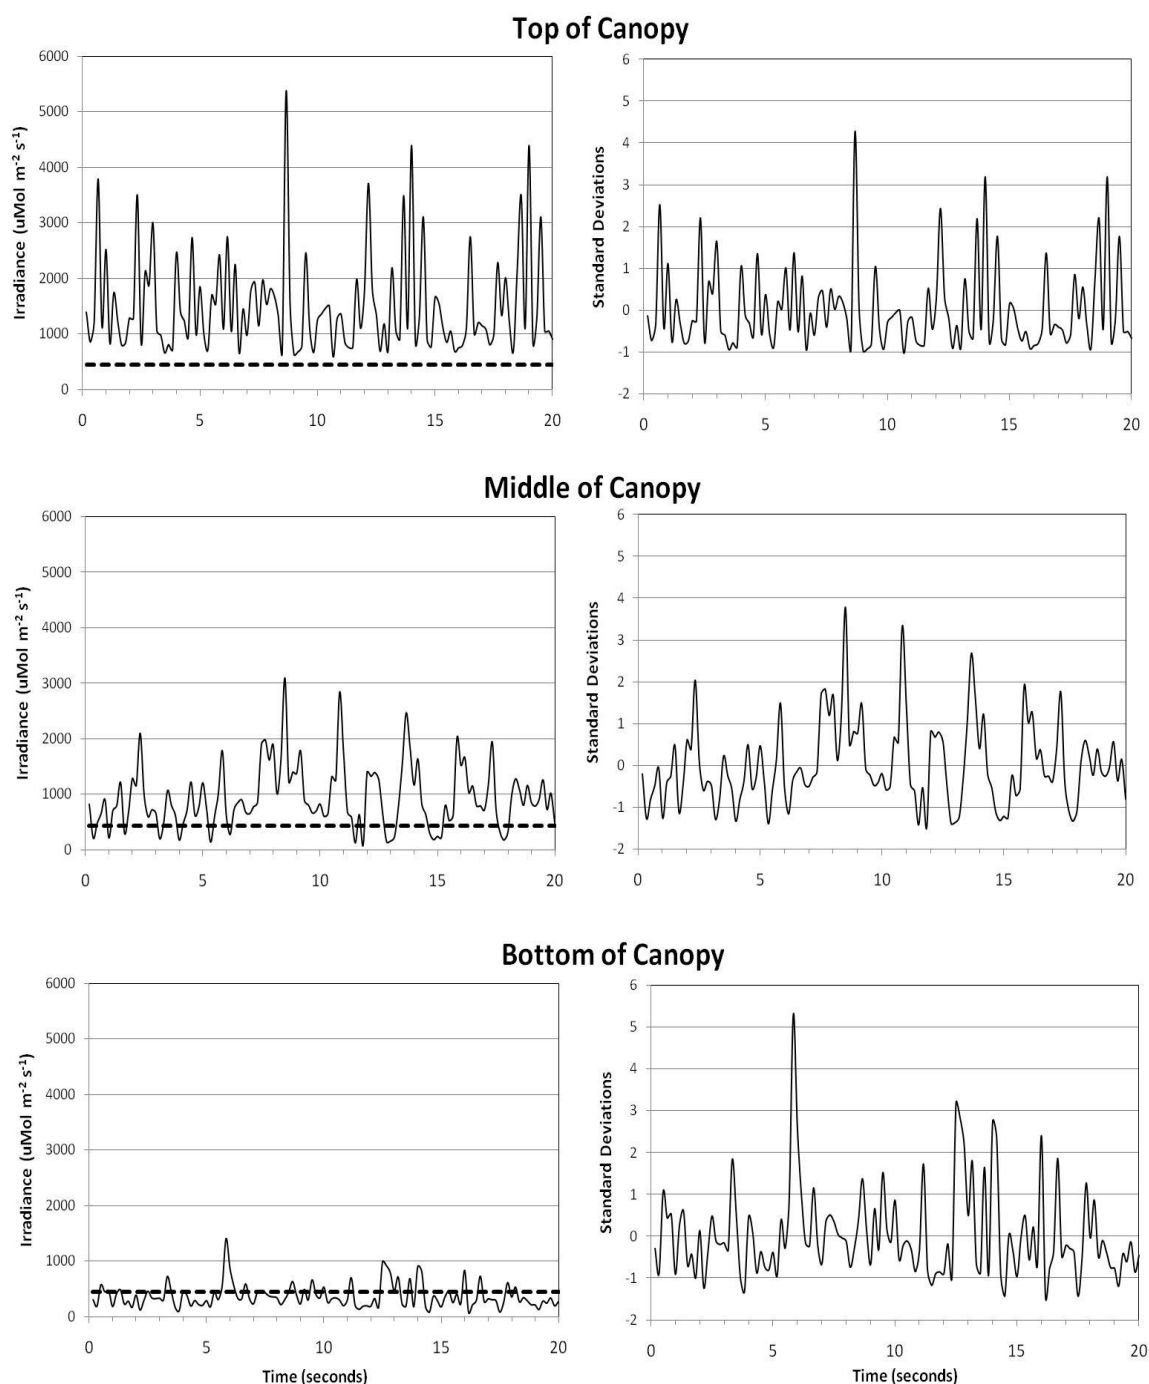 Top of Canopy
Irradiance (uMol m⁻² s⁻¹)
6000
5000
4000
3000
2000
1000
0
0 5 10 15 20
Standard Deviations
6
5
4
3
2
1
0
-1
-2
0 5 10 15 20
Middle of Canopy
Irradiance (uMol m⁻² s⁻¹)
6000
5000
4000
3000
2000
1000
0
0 5 10 15 20
Standard Deviations
6
5
4
3
2
1
0
-1
-2
0 5 10 15 20
Bottom of Canopy
Irradiance (uMol m⁻² s⁻¹)
6000
5000
4000
3000
2000
1000
0
0 5 10 15 20
Time (seconds)
Standard Deviations
6
5
4
3
2
1
0
-1
-2
0 5 10 15 20
Time (seconds)